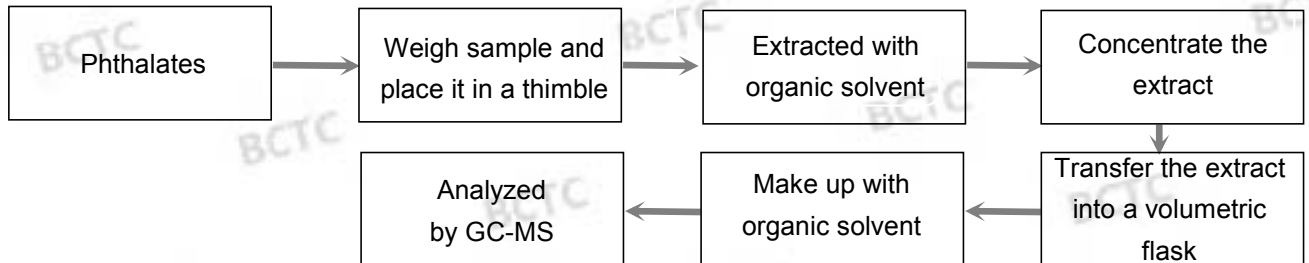 Phthalates
Weigh sample and
place it in a thimble
Extracted with
organic solvent
Concentrate the
extract
Transfer the extract
into a volumetric
flask
Make up with
organic solvent
Analyzed
by GC-MS
BCTC
BCTC
BC
BCTC
BCTC
BCTC
BCTC